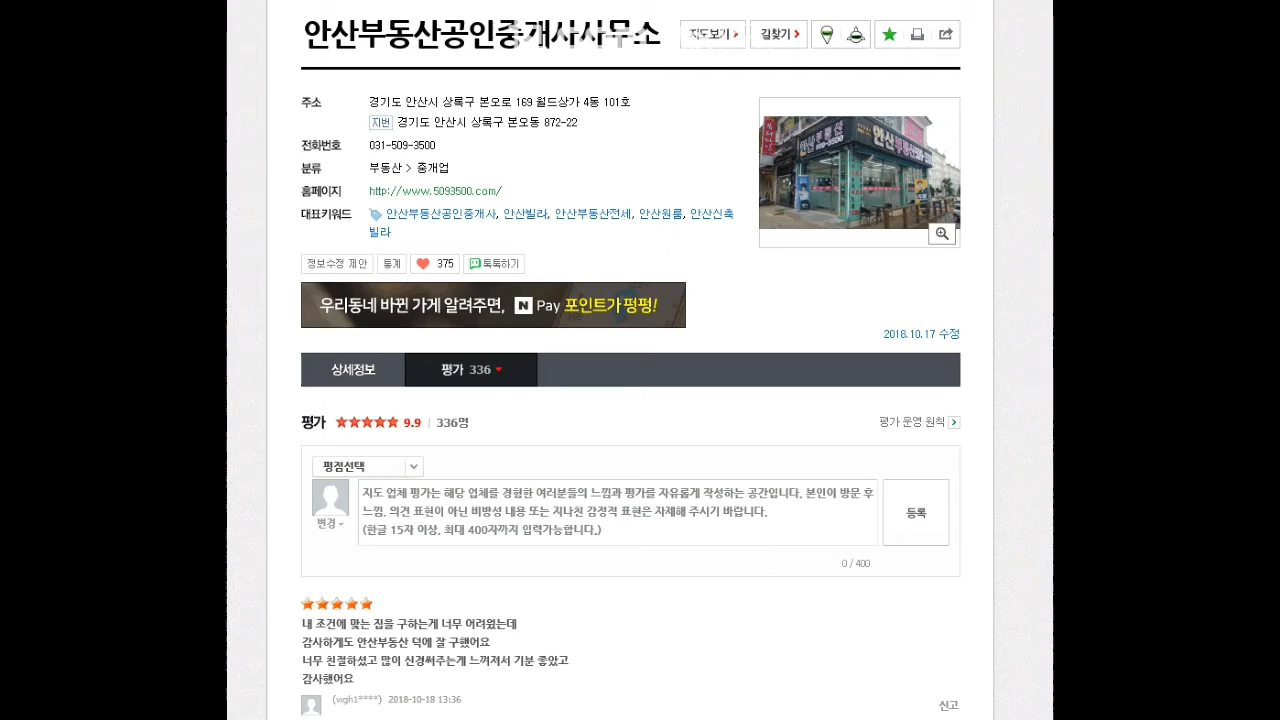 안산부동산공인중개사사무소
지도보기
길찾기
주소 경기도 안산시 상록구 본오로 169 월드상가 4동 101호
지번 경기도 안산시 상록구 본오동 872-22
전화번호 031-509-3500
분류 부동산 > 중개업
홈페이지 http://www.5093500.com/
대표키워드 안산부동산공인중개사, 안산빌라, 안산부동산전세, 안산원룸, 안산신축
빌라
정보수정 제안 통계 375 톡톡하기
우리동네 바뀐 가게 알려주면, N Pay 포인트가 펑펑!
2018.10.17 수정
상세정보 평가 336
평가 9.9 336명 평가 운영 원칙
평점선택
지도 업체 평가는 해당 업체를 경험한 여러분들의 느낌과 평가를 자유롭게 작성하는 공간입니다. 본인이 방문 후
느낌, 의견 표현이 아닌 비방성 내용 또는 지나친 감정적 표현은 자제해 주시기 바랍니다.
(한글 15자 이상, 최대 400자까지 입력가능합니다.)
변경
등록
0 / 400
내 조건에 맞는 집을 구하는게 너무 어려웠는데
감사하게도 안산부동산 덕에 잘 구했어요
너무 친절하셨고 많이 신경써주는게 느껴져서 기분 좋았고
감사했어요
(wgh1****) 2018-10-18 13:36 신고